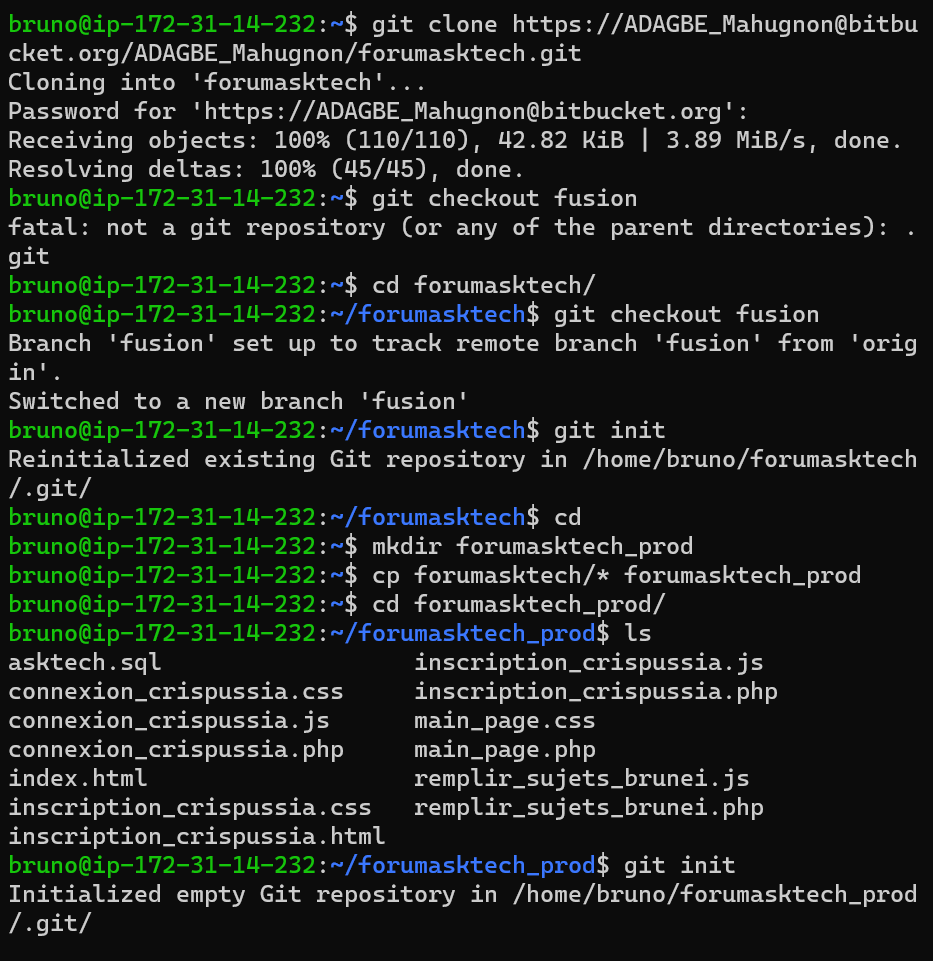 bruno@ip-172-31-14-232:~$ git clone https://ADAGBE_Mahugnon@bitbu
cket.org/ADAGBE_Mahugnon/forumasktech.git
Cloning into 'forumasktech'...
Password for 'https://ADAGBE_Mahugnon@bitbucket.org':
Receiving objects: 100% (110/110), 42.82 KiB | 3.89 MiB/s, done.
Resolving deltas: 100% (45/45), done.
bruno@ip-172-31-14-232:~$ git checkout fusion
fatal: not a git repository (or any of the parent directories): .
git
bruno@ip-172-31-14-232:~$ cd forumasktech/
bruno@ip-172-31-14-232:~/forumasktech$ git checkout fusion
Branch 'fusion' set up to track remote branch 'fusion' from 'orig
in'.
Switched to a new branch 'fusion'
bruno@ip-172-31-14-232:~/forumasktech$ git init
Reinitialized existing Git repository in /home/bruno/forumasktech
/.git/
bruno@ip-172-31-14-232:~/forumasktech$ cd
bruno@ip-172-31-14-232:~$ mkdir forumasktech_prod
bruno@ip-172-31-14-232:~$ cp forumasktech/* forumasktech_prod
bruno@ip-172-31-14-232:~$ cd forumasktech_prod/
bruno@ip-172-31-14-232:~/forumasktech_prod$ ls
asktech.sql                  inscription_crispussia.js
connexion_crispussia.css     inscription_crispussia.php
connexion_crispussia.js      main_page.css
connexion_crispussia.php     main_page.php
index.html                   remplir_sujets_brunei.js
inscription_crispussia.css   remplir_sujets_brunei.php
inscription_crispussia.html
bruno@ip-172-31-14-232:~/forumasktech_prod$ git init
Initialized empty Git repository in /home/bruno/forumasktech_prod
/.git/